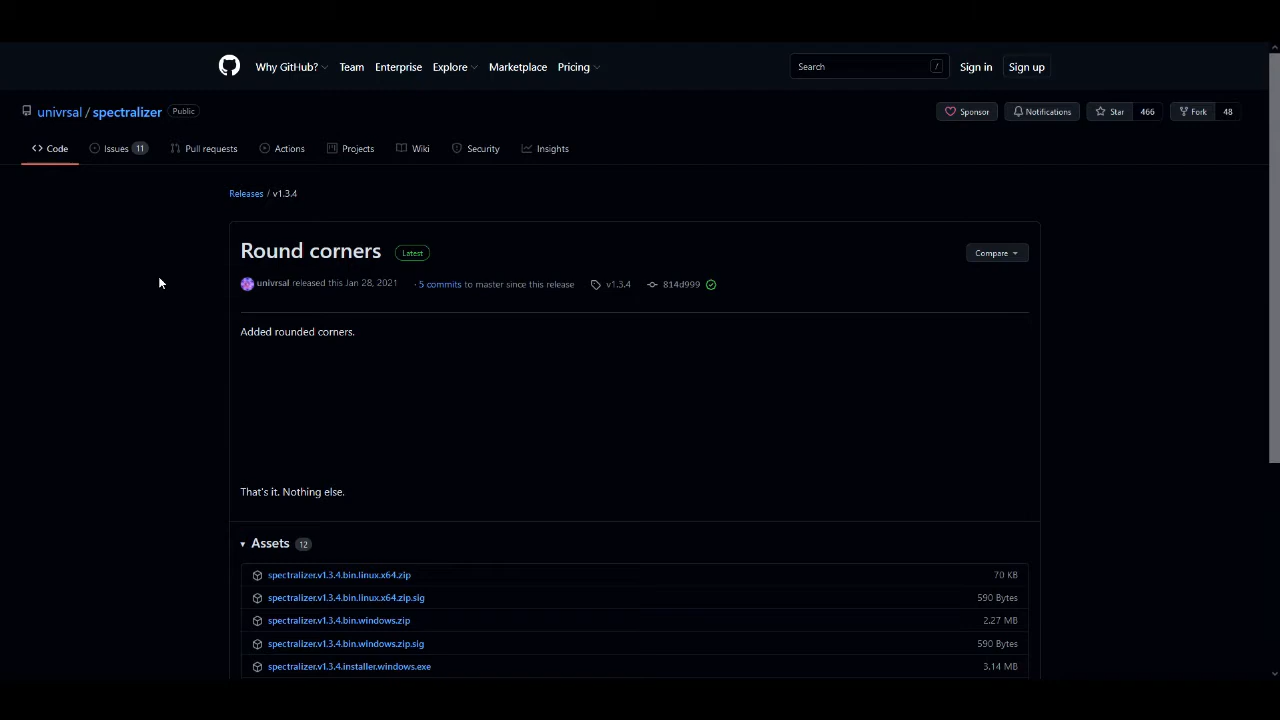 Why GitHub? Team Enterprise Explore Marketplace Pricing Search / Sign in Sign up
univrsal / spectralizer Public Sponsor Notifications Star 466 Fork 48
Code Issues 11 Pull requests Actions Projects Wiki Security Insights
Releases / v1.3.4
Round corners Latest Compare
univrsal released this Jan 28, 2021 · 5 commits to master since this release v1.3.4 814d999
Added rounded corners.
That's it. Nothing else.
Assets 12
spectralizer.v1.3.4.bin.linux.x64.zip 70 KB
spectralizer.v1.3.4.bin.linux.x64.zip.sig 590 Bytes
spectralizer.v1.3.4.bin.windows.zip 2.27 MB
spectralizer.v1.3.4.bin.windows.zip.sig 590 Bytes
spectralizer.v1.3.4.installer.windows.exe 3.14 MB